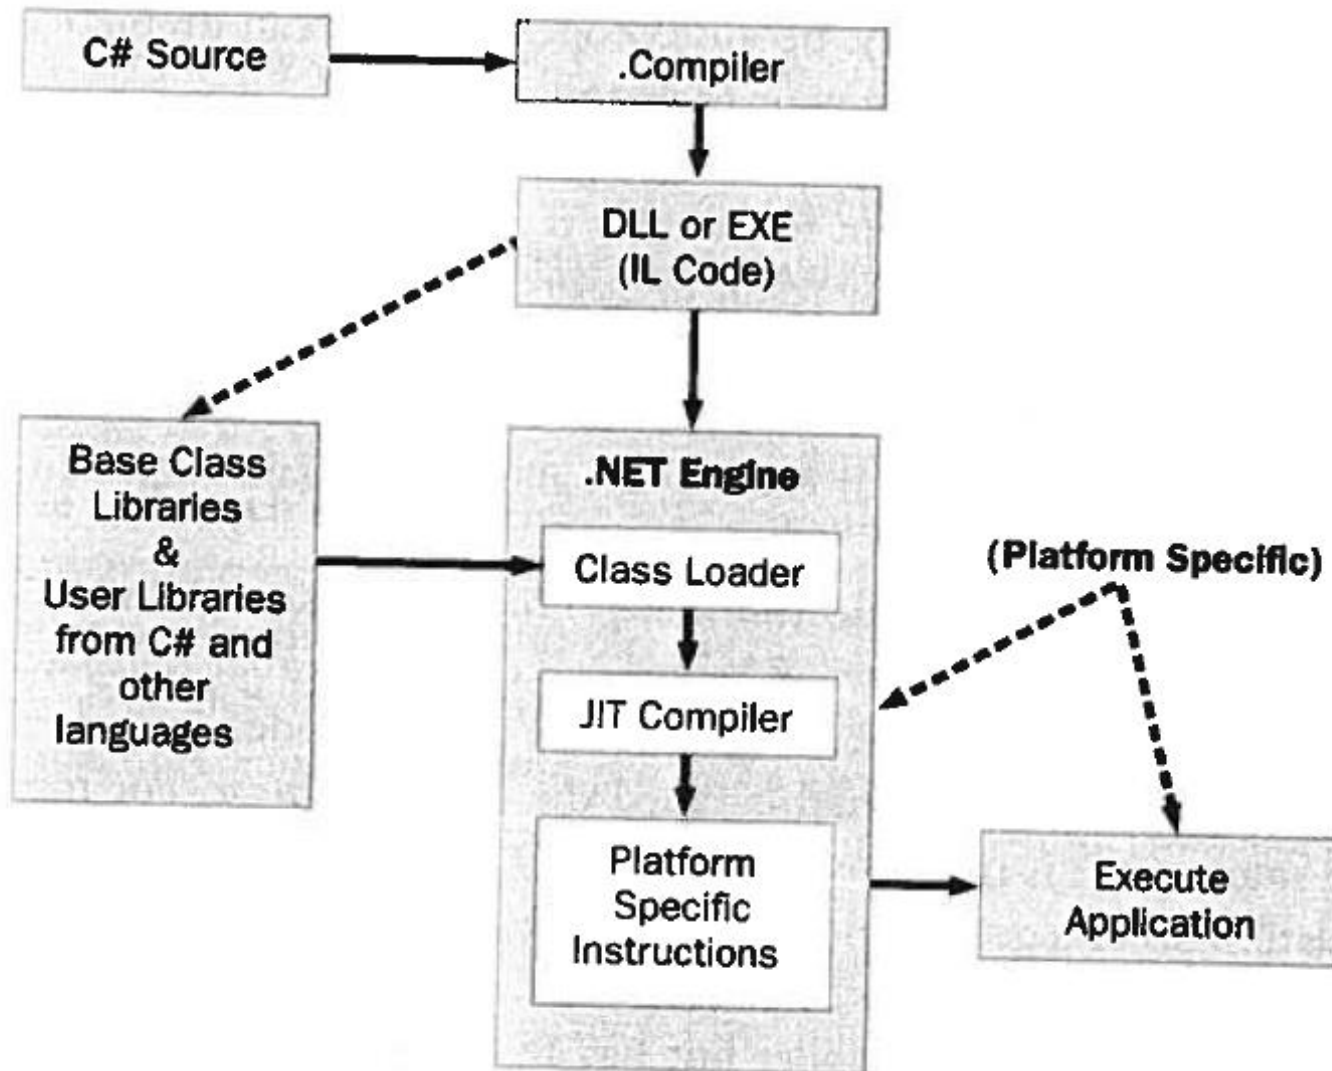 C# Source
.Compiler
DLL or EXE
(IL Code)
Base Class
Libraries
&
User Libraries
from C# and
other
languages
.NET Engine
Class Loader
JIT Compiler
Platform
Specific
Instructions
(Platform Specific)
Execute
Application